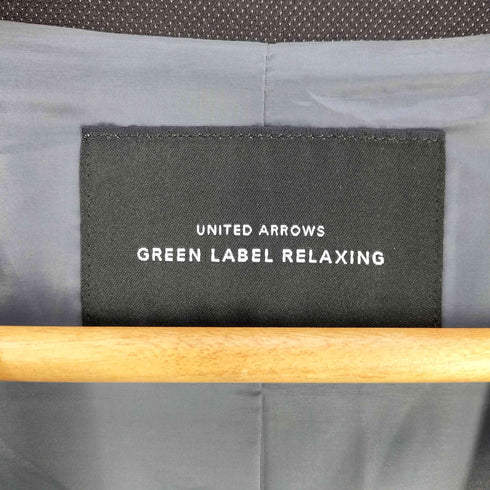 UNITED ARROWS
GREEN LABEL RELAXING